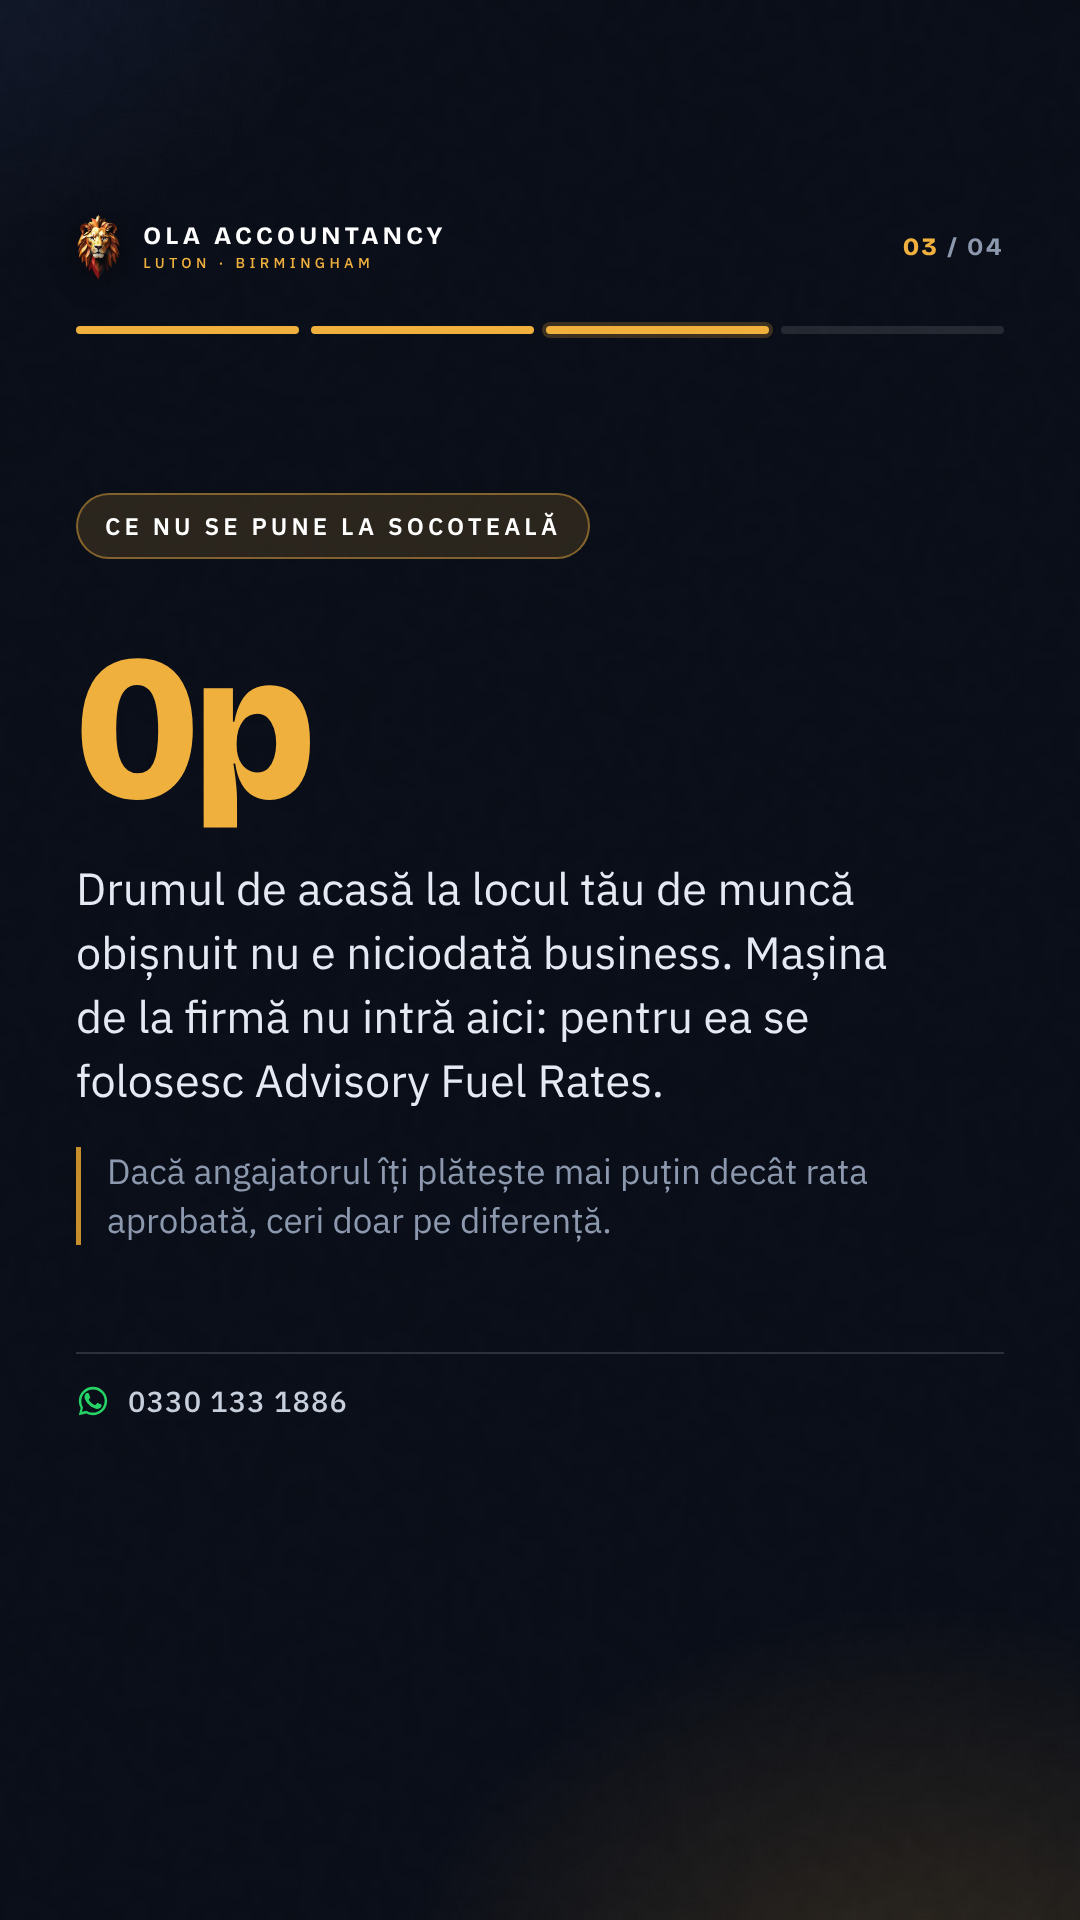 OLA ACCOUNTANCY
LUTON · BIRMINGHAM
03 / 04
CE NU SE PUNE LA SOCOTEALĂ
0p
Drumul de acasă la locul tău de muncă
obișnuit nu e niciodată business. Mașina
de la firmă nu intră aici: pentru ea se
folosesc Advisory Fuel Rates.
Dacă angajatorul îți plătește mai puțin decât rata
aprobată, ceri doar pe diferență.
0330 133 1886